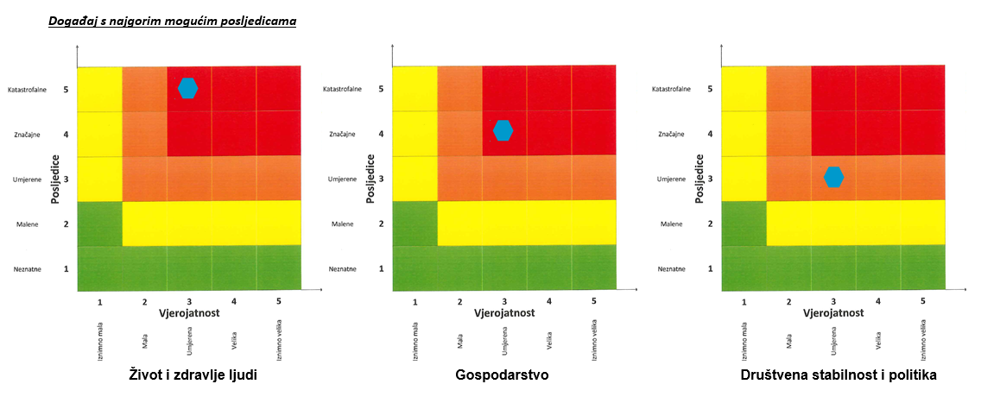 Događaj s najgorim mogućim posljedicama
Posljedice
Katastrofalne 5
Značajne 4
Umjerene 3
Malene 2
Neznatne 1
1 2 3 4 5
Vjerojatnost
Iznimno mala
Mala
Umjerena
Velika
Iznimno velika
Život i zdravlje ljudi
Posljedice
Katastrofalne 5
Značajne 4
Umjerene 3
Malene 2
Neznatne 1
1 2 3 4 5
Vjerojatnost
Iznimno mala
Mala
Umjerena
Velika
Iznimno velika
Gospodarstvo
Posljedice
Katastrofalne 5
Značajne 4
Umjerene 3
Malene 2
Neznatne 1
1 2 3 4 5
Vjerojatnost
Iznimno mala
Mala
Umjerena
Velika
Iznimno velika
Društvena stabilnost i politika